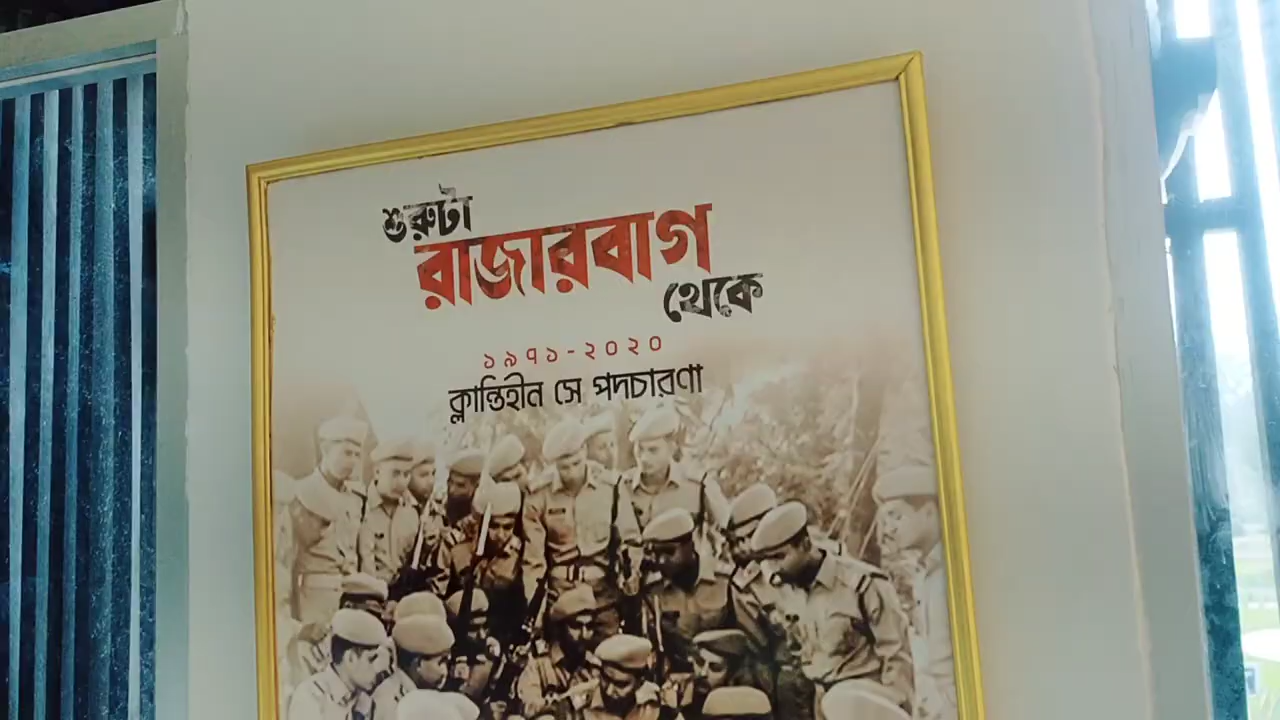 শুরুটা
রাজারবাগ
থেকে
১৯৭১-২০২০
ক্লান্তিহীন সে পদচারণা